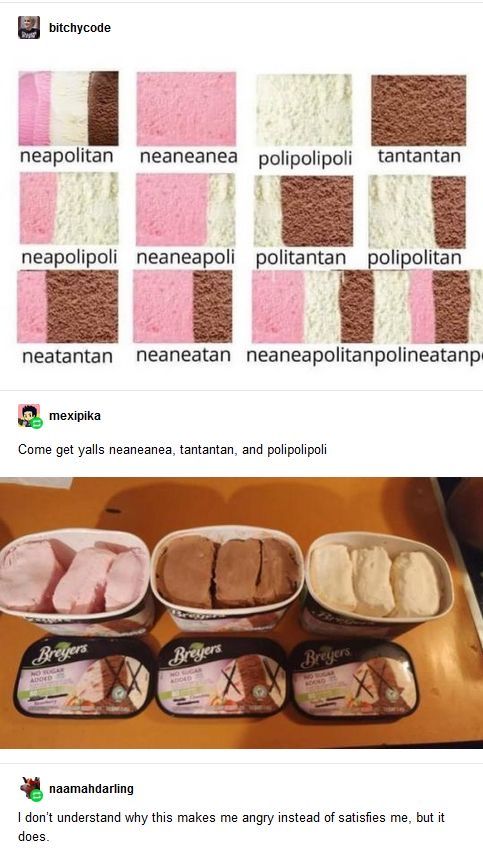 bitchycode
neapolitan neaneanea polipolipoli tantantan
neapolipoli neaneapoli politantan polipolitan
neatantan neaneatan neaneapolitanpolineatanp
mexipika
Come get yalls neaneanea, tantantan, and polipolipoli
Breyers
Breyers Breyers Breyers
NO SUGAR NO SUGAR NO SUGAR
ADDED ADDED ADDED
naamahdarling
I don't understand why this makes me angry instead of satisfies me, but it
does.